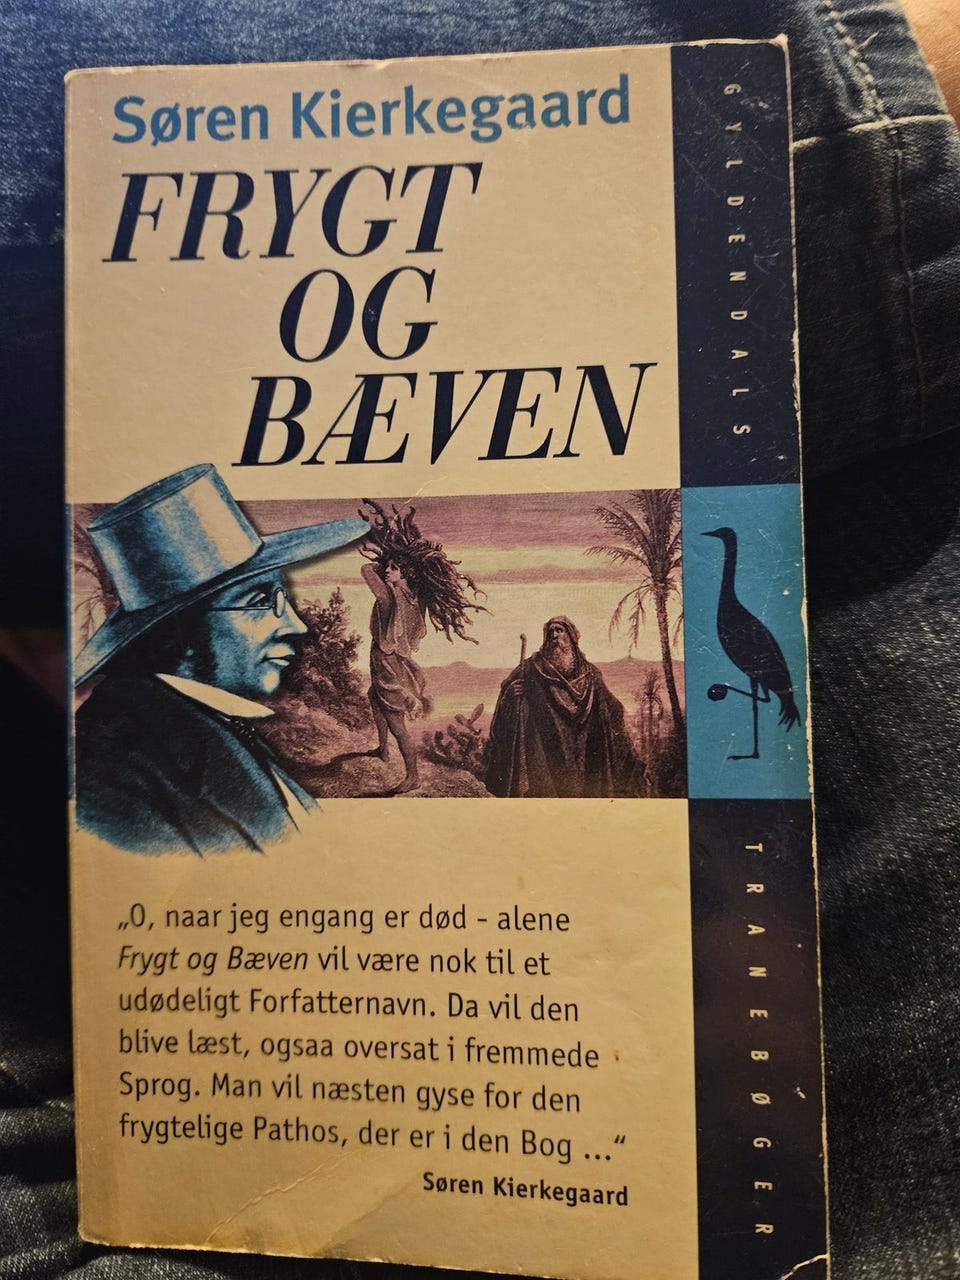 Søren Kierkegaard
FRYGT
OG
BÆVEN
„O, naar jeg engang er død - alene
Frygt og Bæven vil være nok til et
udødeligt Forfatternavn. Da vil den
blive læst, ogsaa oversat i fremmede
Sprog. Man vil næsten gyse for den
frygtelige Pathos, der er i den Bog ...“
Søren Kierkegaard
GYLDENDALS
TRANEBØGER